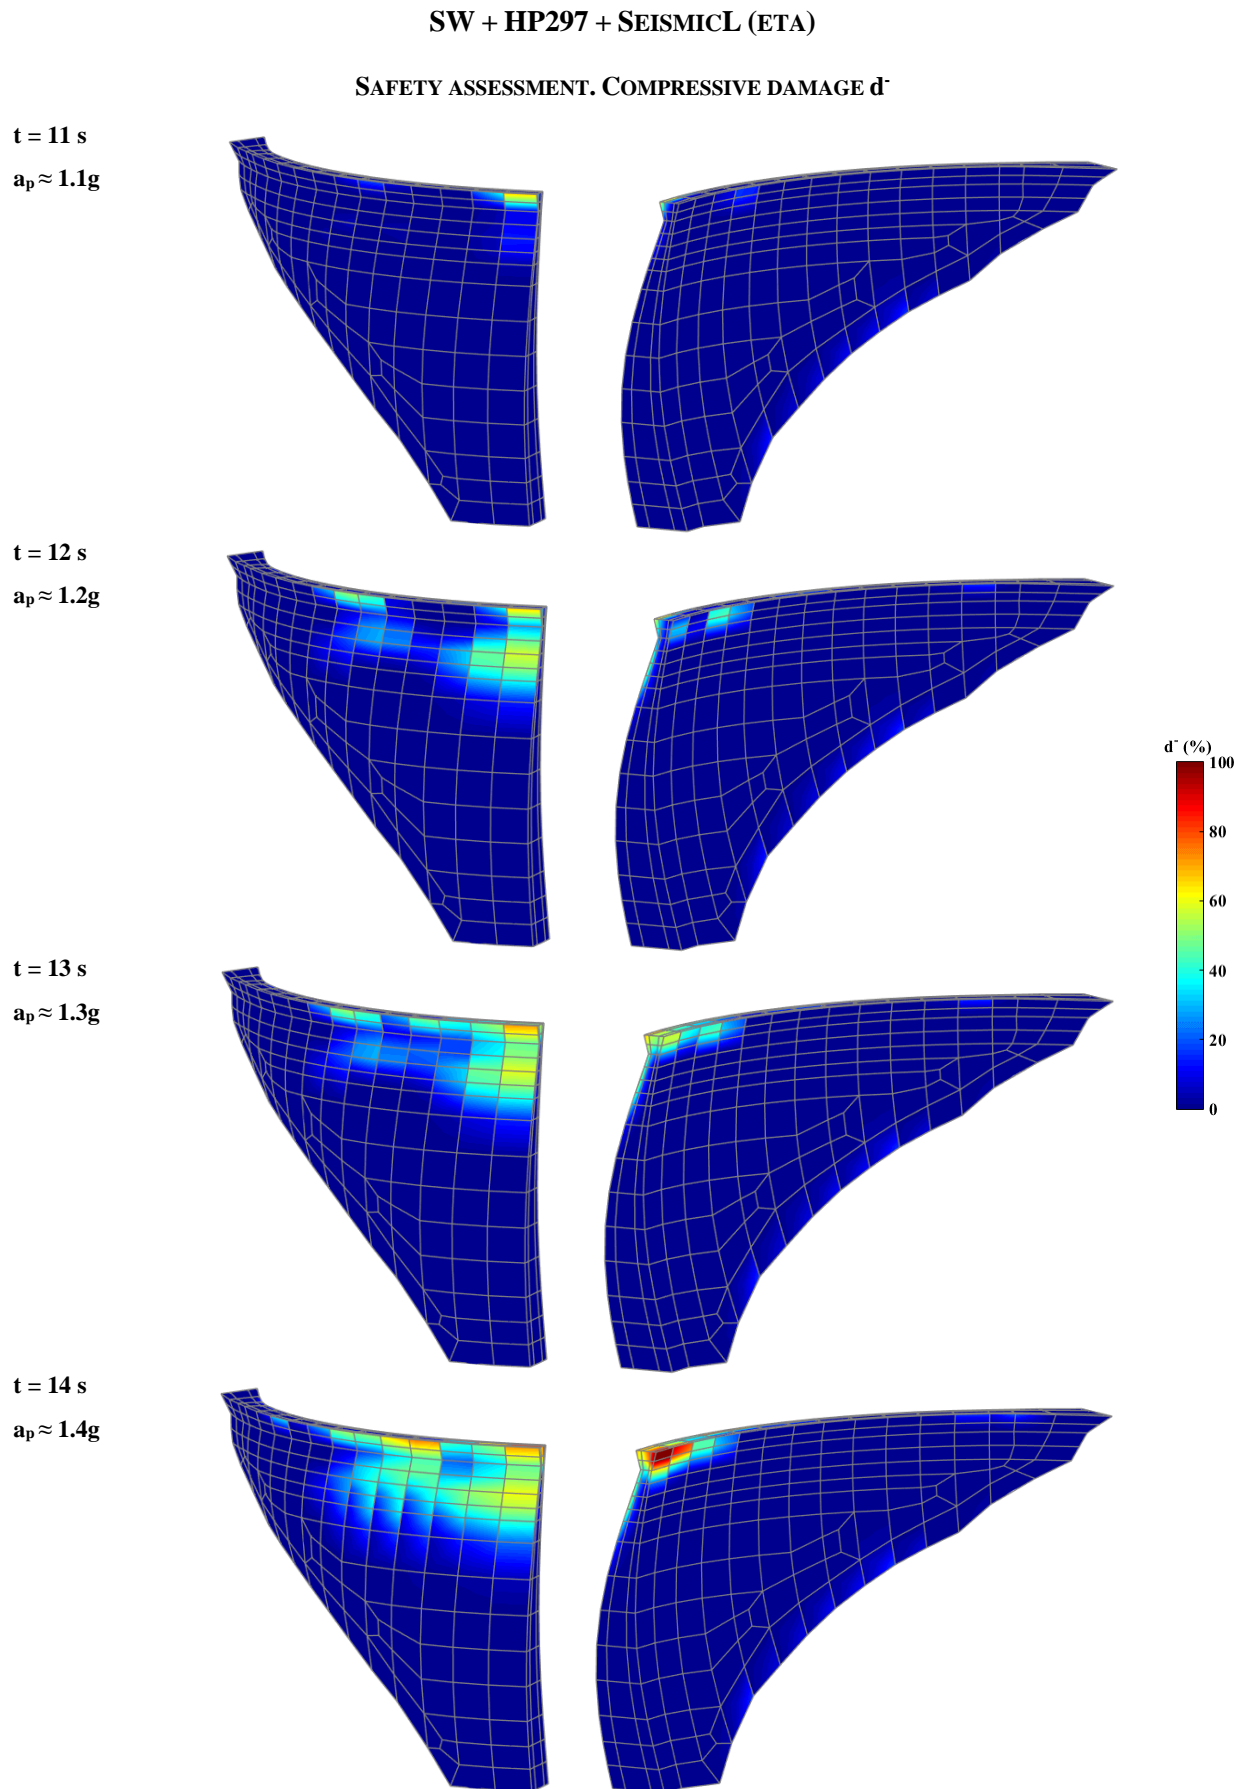 SW + HP297 + SEISMICL (ETA)
SAFETY ASSESSMENT. COMPRESSIVE DAMAGE d⁻
t = 11 s
aₚ ≈ 1.1g
t = 12 s
aₚ ≈ 1.2g
d⁻ (%)
100
80
60
40
20
0
t = 13 s
aₚ ≈ 1.3g
t = 14 s
aₚ ≈ 1.4g